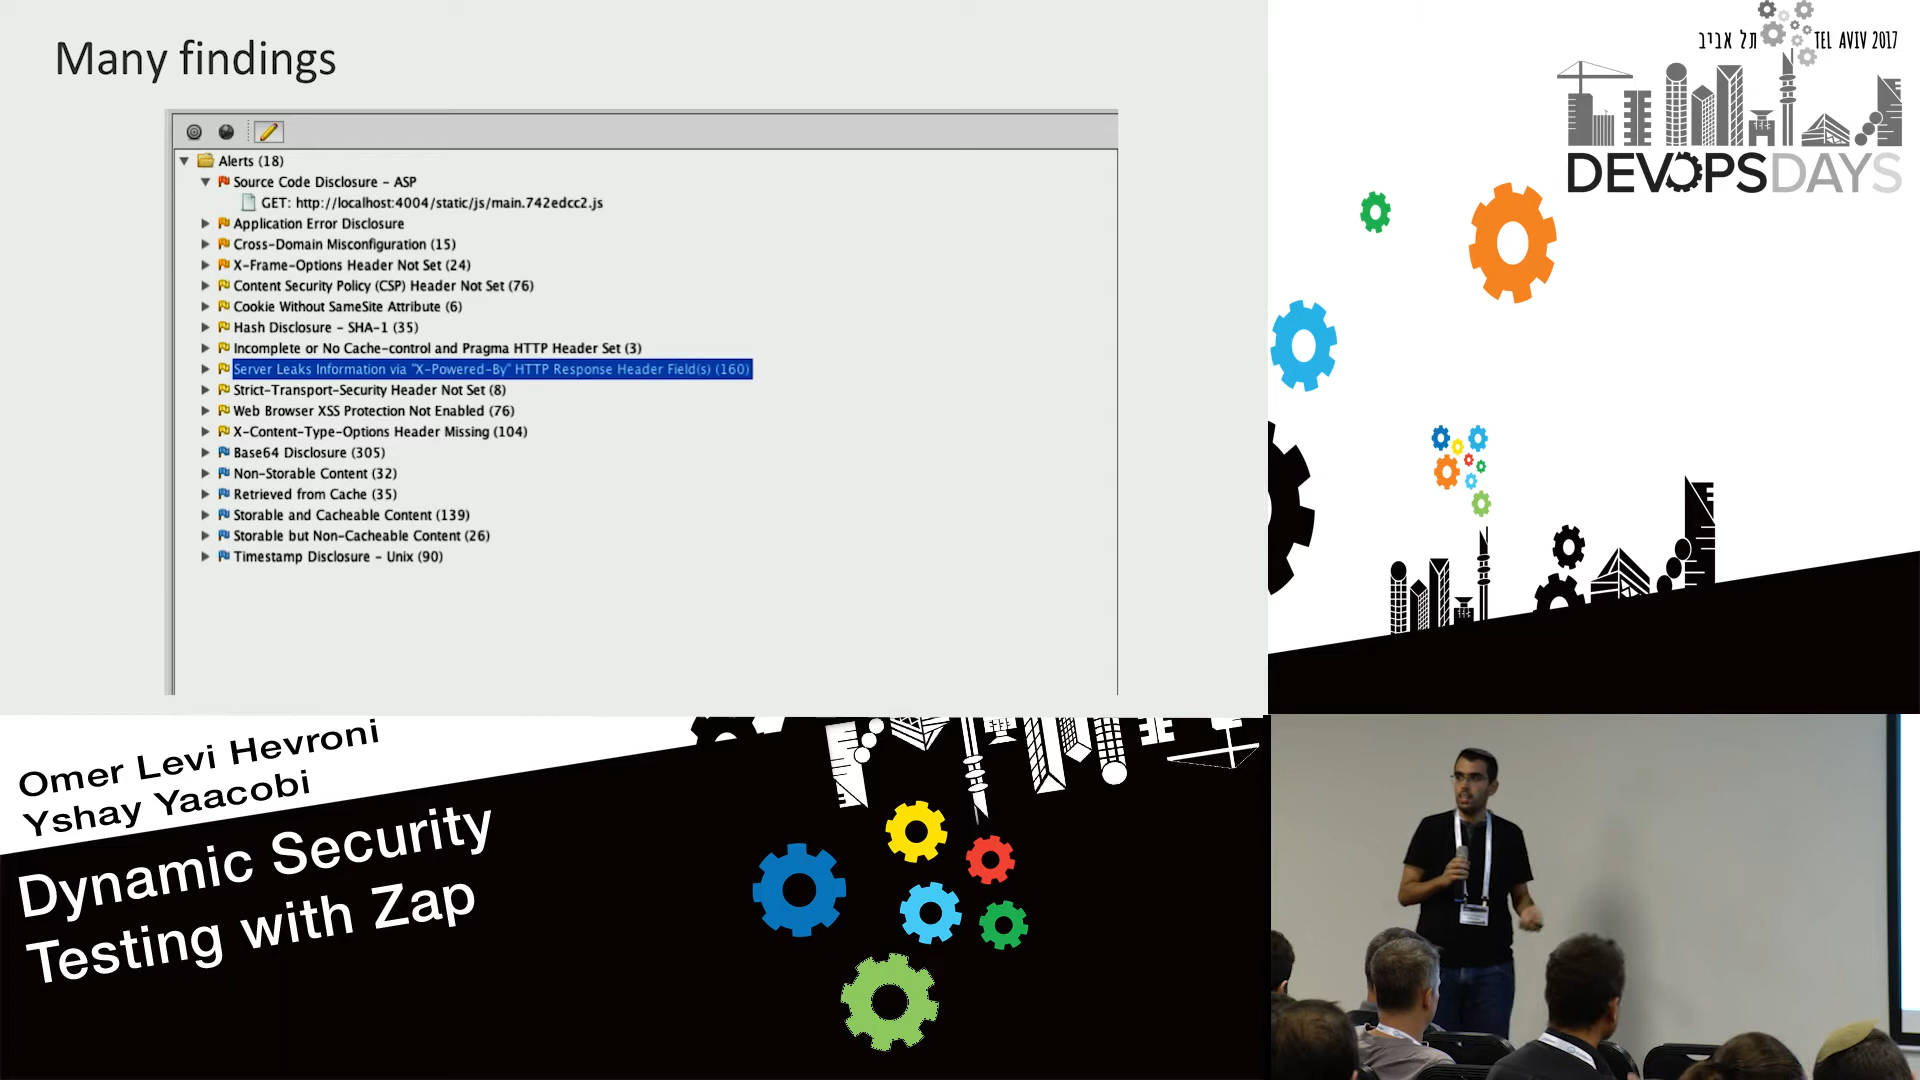 Many findings
Alerts (18)
Source Code Disclosure - ASP
GET: http://localhost:4004/static/js/main.742edcc2.js
Application Error Disclosure
Cross-Domain Misconfiguration (15)
X-Frame-Options Header Not Set (24)
Content Security Policy (CSP) Header Not Set (76)
Cookie Without SameSite Attribute (6)
Hash Disclosure - SHA-1 (35)
Incomplete or No Cache-control and Pragma HTTP Header Set (3)
Server Leaks Information via "X-Powered-By" HTTP Response Header Field(s) (160)
Strict-Transport-Security Header Not Set (8)
Web Browser XSS Protection Not Enabled (76)
X-Content-Type-Options Header Missing (104)
Base64 Disclosure (305)
Non-Storable Content (32)
Retrieved from Cache (35)
Storable and Cacheable Content (139)
Storable but Non-Cacheable Content (26)
Timestamp Disclosure - Unix (90)
תל אביב TEL AVIV 2017
DEVOPSDAYS
Omer Levi Hevroni
Yshay Yaacobi
Dynamic Security
Testing with Zap